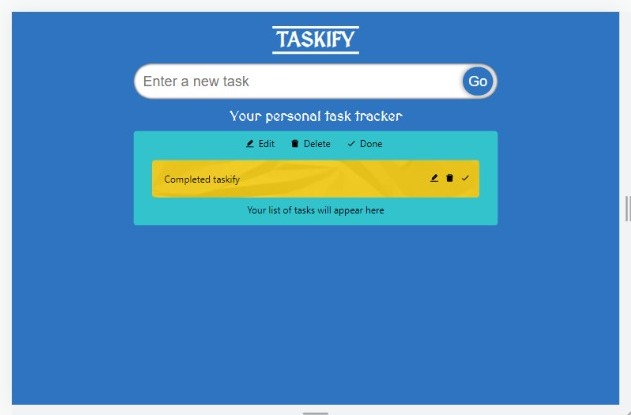 TASKIFY
Enter a new task Go
Your personal task tracker
Edit Delete Done
Completed taskify
Your list of tasks will appear here